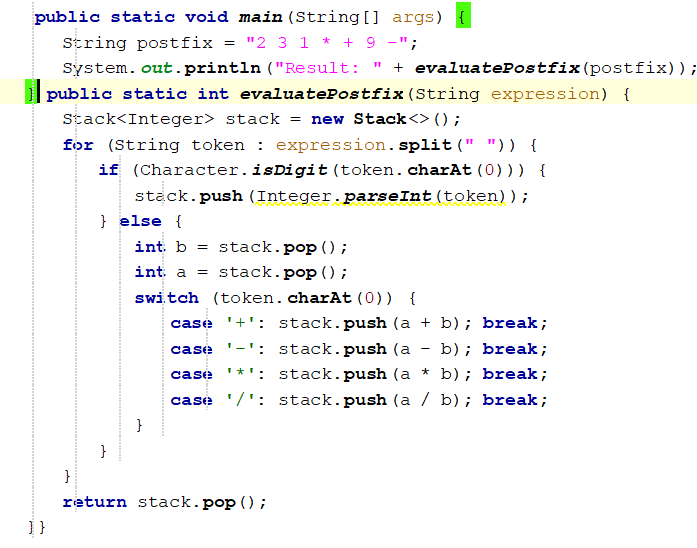 public static void main(String[] args) {
String postfix = "2 3 1 * + 9 -";
System.out.println("Result: " + evaluatePostfix(postfix));
} public static int evaluatePostfix(String expression) {
Stack<Integer> stack = new Stack<>();
for (String token : expression.split(" ")) {
if (Character.isDigit(token.charAt(0))) {
stack.push(Integer.parseInt(token));
} else {
int b = stack.pop();
int a = stack.pop();
switch (token.charAt(0)) {
case '+': stack.push(a + b); break;
case '-': stack.push(a - b); break;
case '*': stack.push(a * b); break;
case '/': stack.push(a / b); break;
}
}
}
return stack.pop();
}}